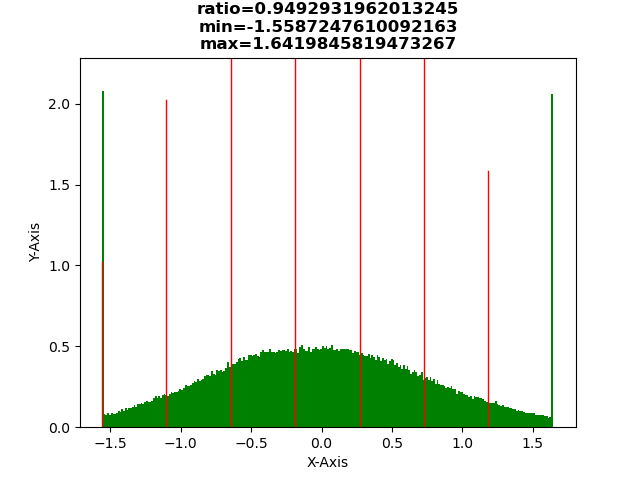 ratio=0.9492931962013245
min=-1.5587247610092163
max=1.6419845819473267
2.0
1.5
1.0
0.5
0.0
Y-Axis
−1.5 −1.0 −0.5 0.0 0.5 1.0 1.5
X-Axis